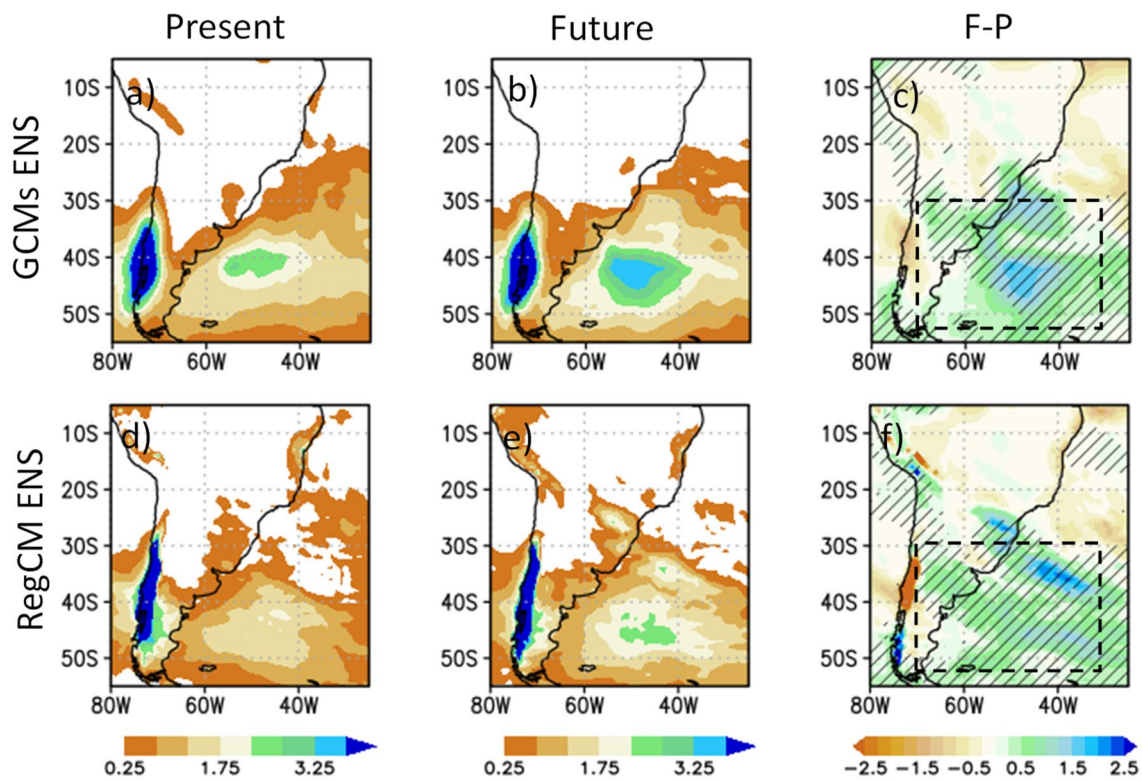 Present Future F-P
GCMs ENS
a) b) c)
10S 10S 10S
20S 20S 20S
30S 30S 30S
40S 40S 40S
50S 50S 50S
80W 60W 40W 80W 60W 40W 80W 60W 40W
RegCM ENS
d) e) f)
10S 10S 10S
20S 20S 20S
30S 30S 30S
40S 40S 40S
50S 50S 50S
80W 60W 40W 80W 60W 40W 80W 60W 40W
0.25 1.75 3.25 0.25 1.75 3.25 -2.5 -1.5 -0.5 0.5 1.5 2.5